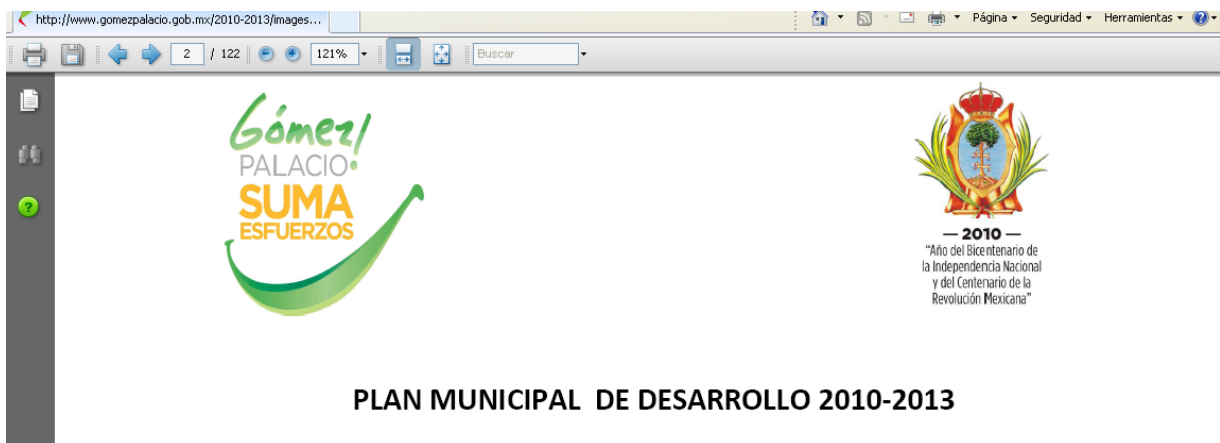 http://www.gomezpalacio.gob.mx/2010-2013/images...
Página Seguridad Herramientas
2 / 122 121% Buscar
Gómez
PALACIO
SUMA
ESFUERZOS
— 2010 —
"Año del Bicentenario de
la Independencia Nacional
y del Centenario de la
Revolución Mexicana"
PLAN MUNICIPAL DE DESARROLLO 2010-2013